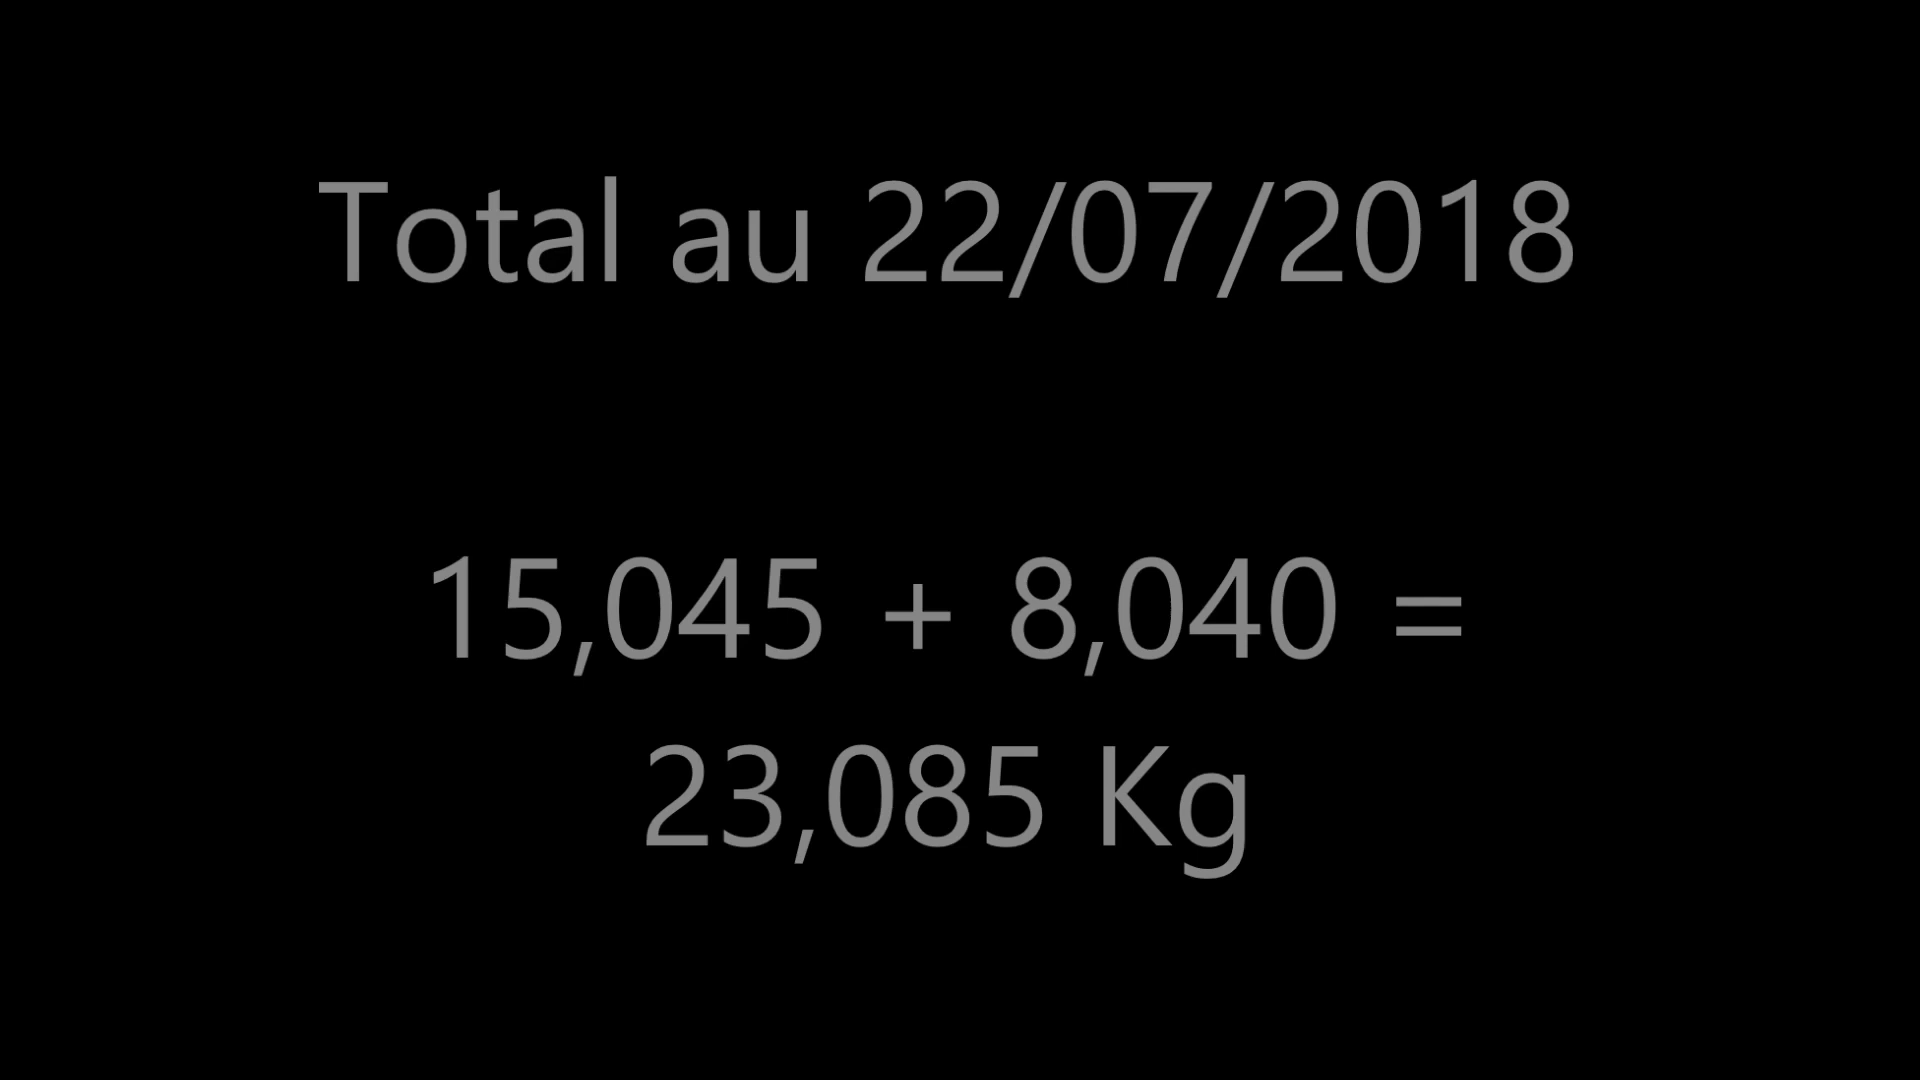 Total au 22/07/2018
15,045 + 8,040 =
23,085 Kg